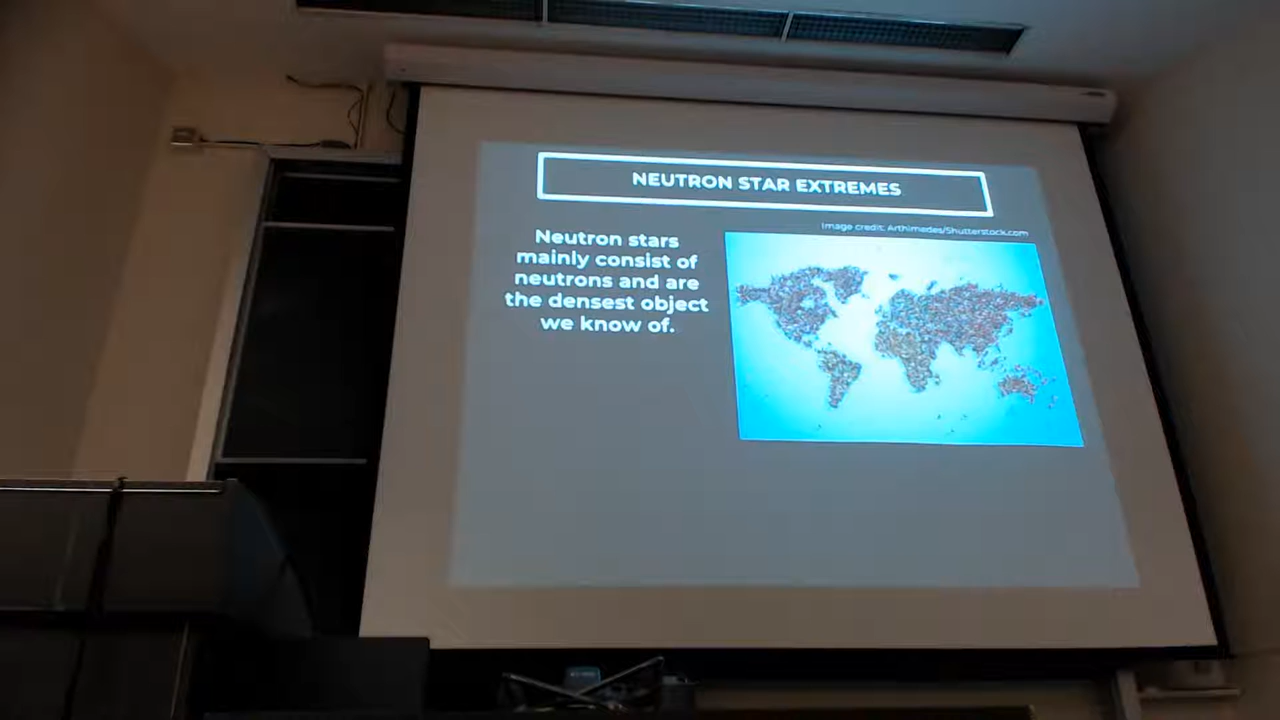 NEUTRON STAR EXTREMES
Image credit: Arthimedes/Shutterstock.com
Neutron stars
mainly consist of
neutrons and are
the densest object
we know of.